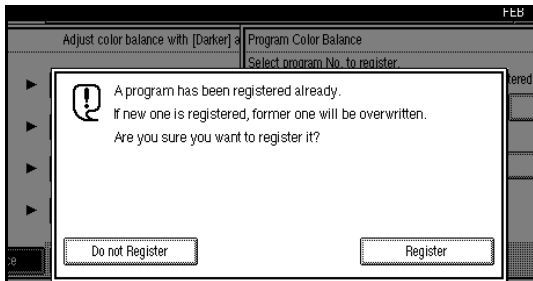 FEB
Adjust color balance with [Darker] a
Program Color Balance
Select program No. to register.
tered
A program has been registered already.
If new one is registered, former one will be overwritten.
Are you sure you want to register it?
Do not Register
Register
ce